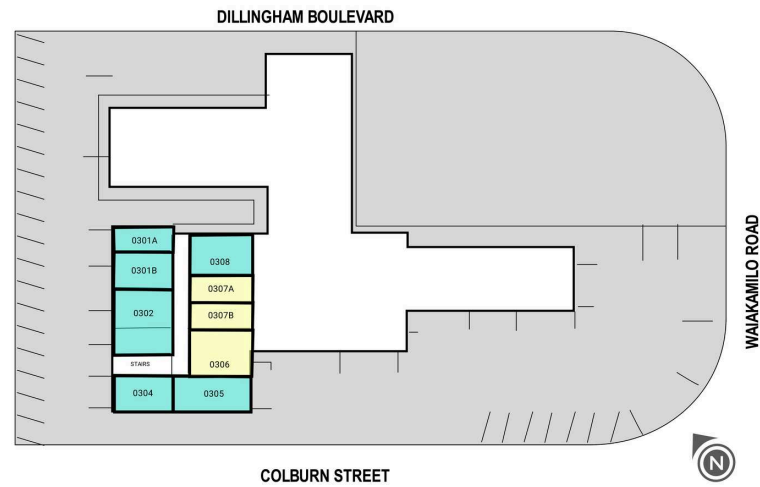 DILLINGHAM BOULEVARD
0301A
0308
0301B
0307A
0302
0307B
STAIRS
0306
0304
0305
WAIAKAMILO ROAD
COLBURN STREET
N